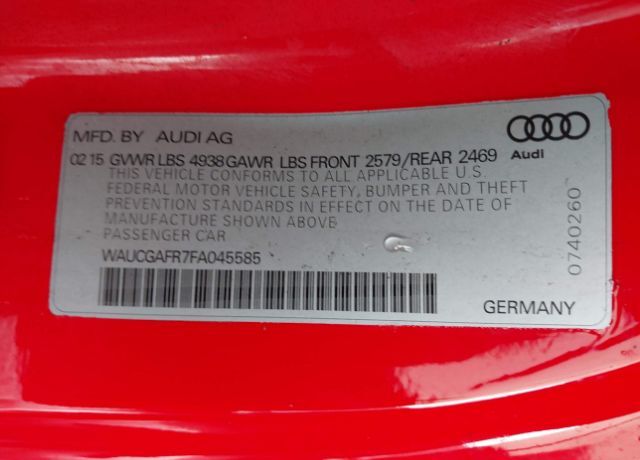 MFD. BY AUDI AG
02 15 GVWR LBS 4938 GAWR LBS FRONT 2579/REAR 2469 Audi
THIS VEHICLE CONFORMS TO ALL APPLICABLE U.S.
FEDERAL MOTOR VEHICLE SAFETY, BUMPER AND THEFT
PREVENTION STANDARDS IN EFFECT ON THE DATE OF
MANUFACTURE SHOWN ABOVE
PASSENGER CAR
WAUCGAFR7FA045585
GERMANY
0740260